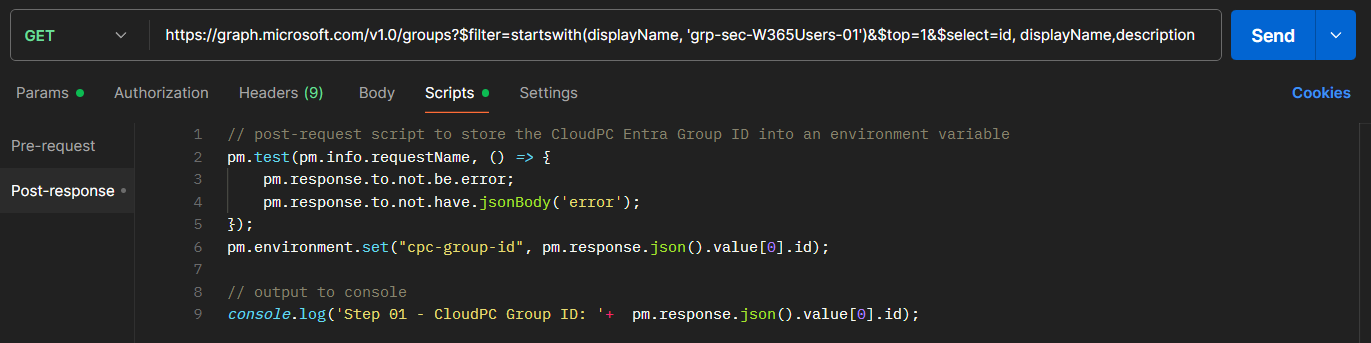 GET https://graph.microsoft.com/v1.0/groups?$filter=startswith(displayName, 'grp-sec-W365Users-01')&$top=1&$select=id, displayName,description Send
Params Authorization Headers (9) Body Scripts Settings Cookies
Pre-request
Post-response
1 // post-request script to store the CloudPC Entra Group ID into an environment variable
2 pm.test(pm.info.requestName, () => {
3     pm.response.to.not.be.error;
4     pm.response.to.not.have.jsonBody('error');
5 });
6 pm.environment.set("cpc-group-id", pm.response.json().value[0].id);
7
8 // output to console
9 console.log('Step 01 - CloudPC Group ID: '+  pm.response.json().value[0].id);